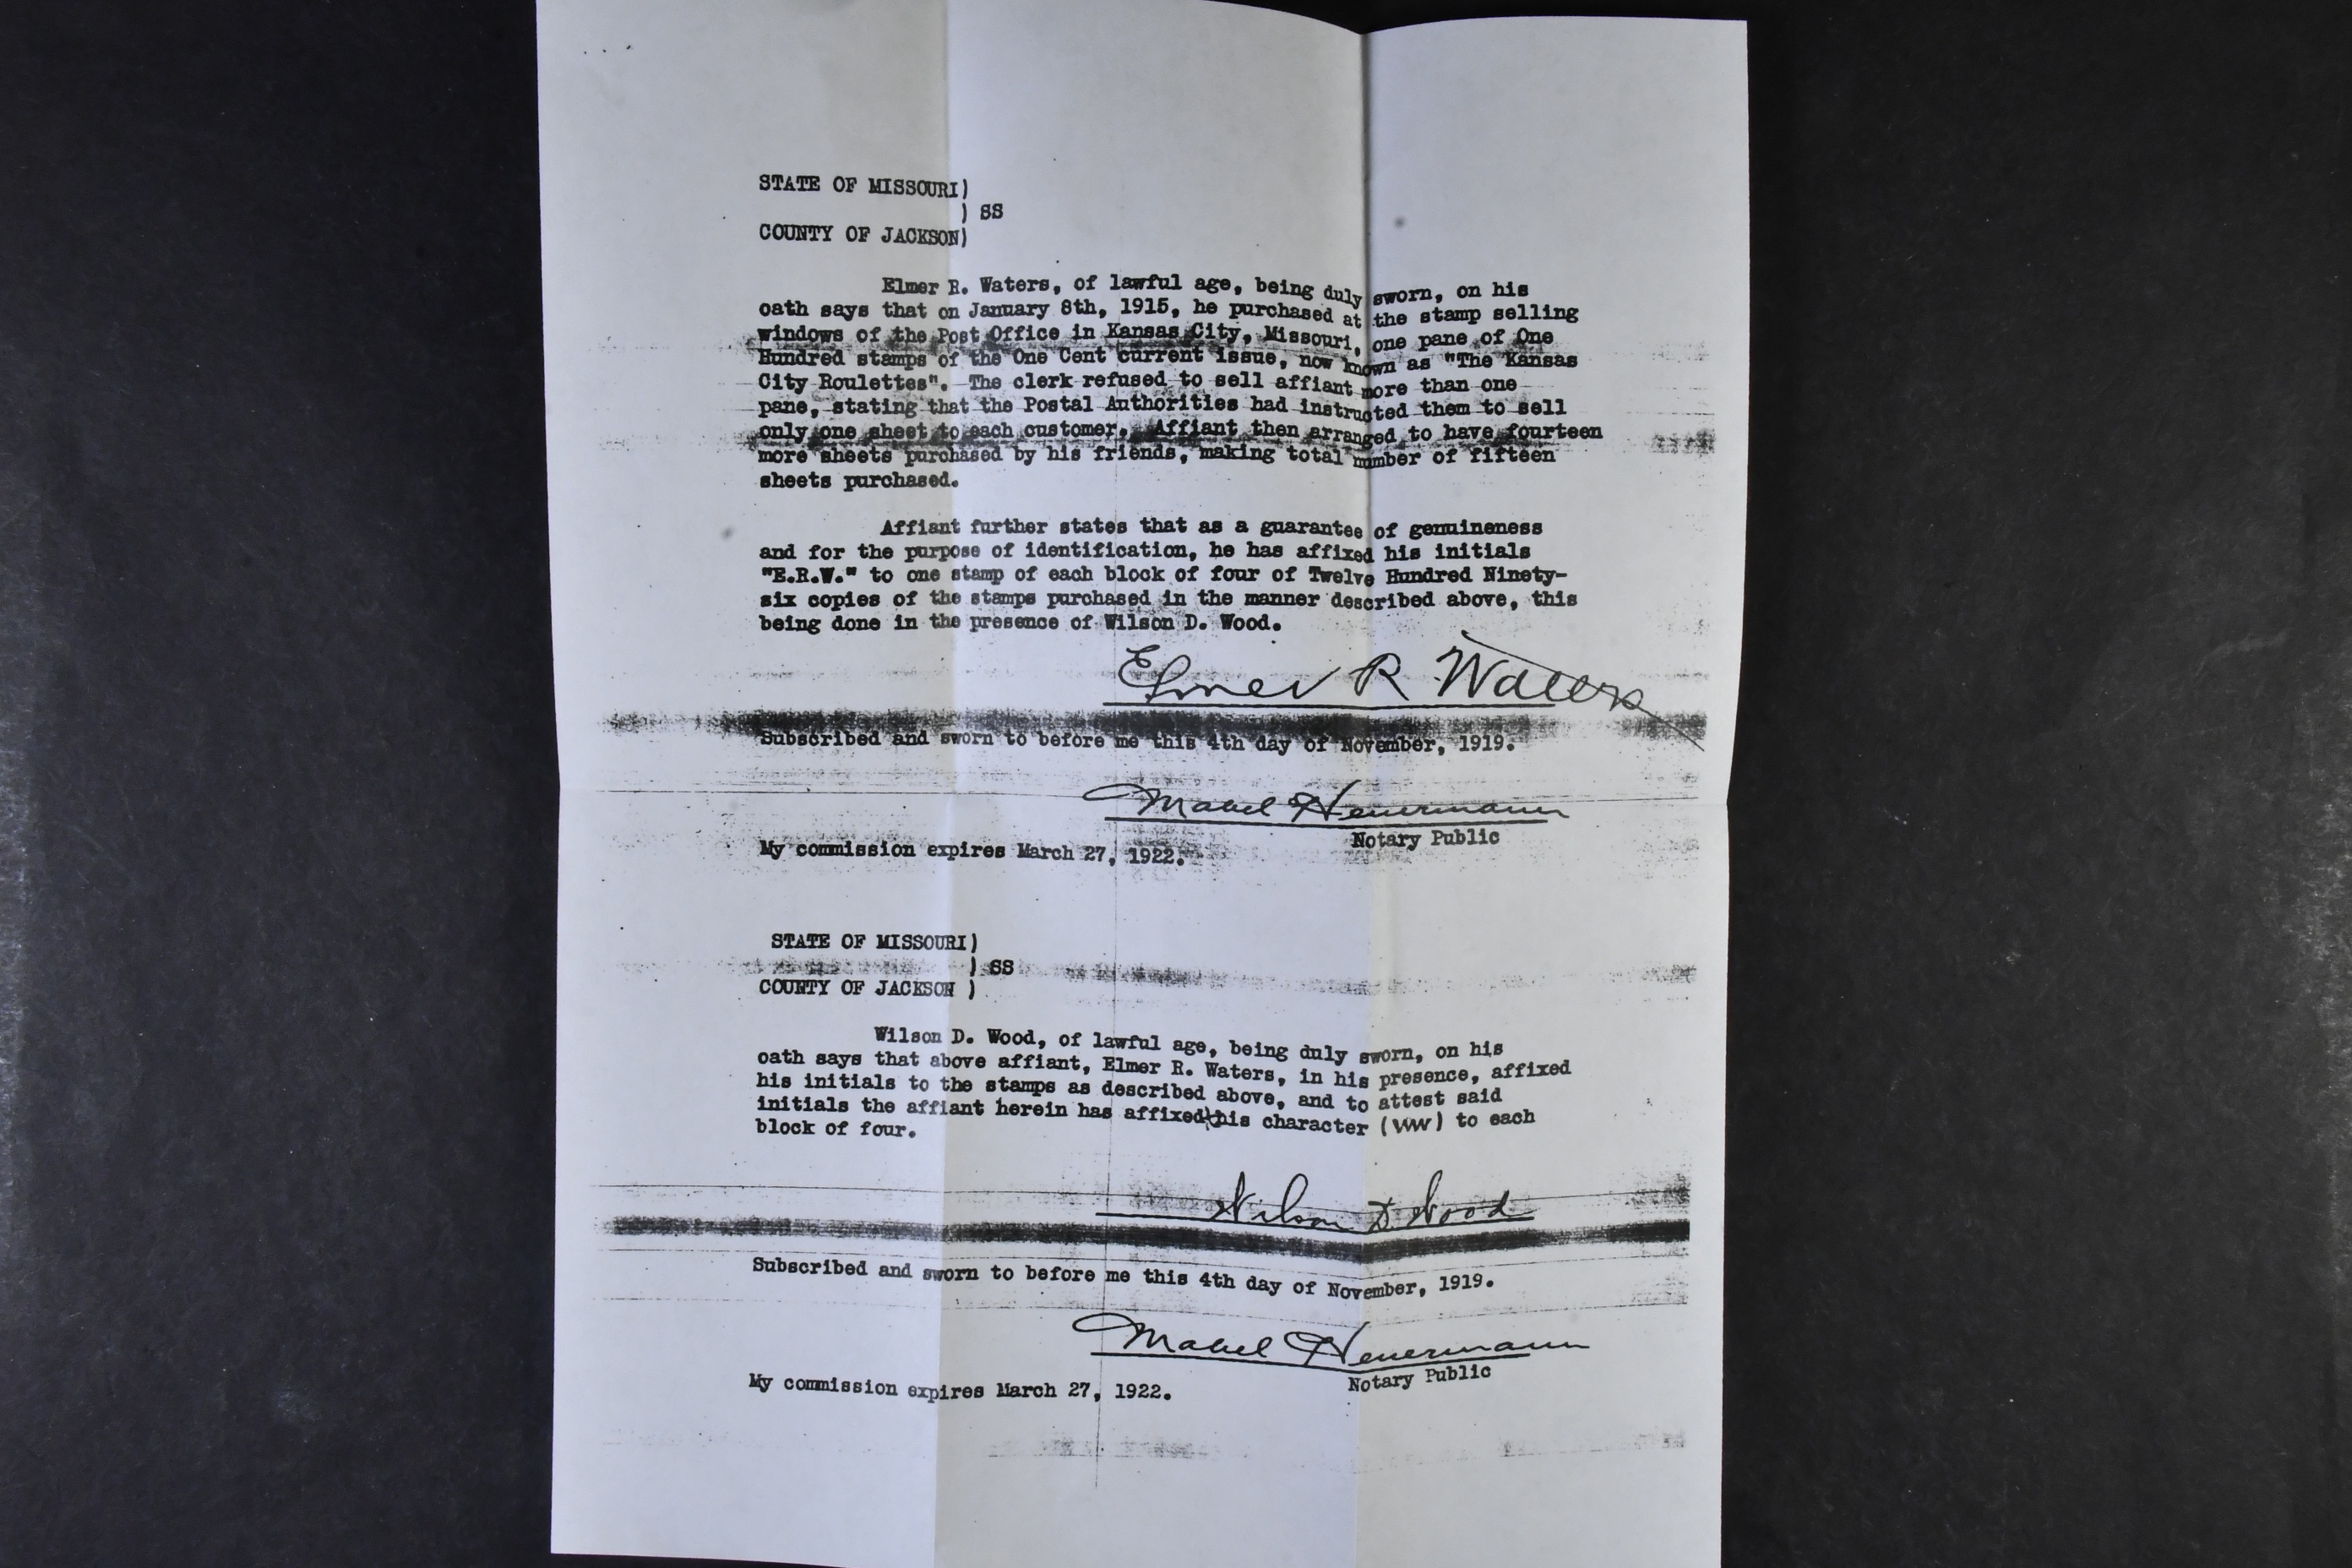 STATE OF MISSOURI)
) SS
COUNTY OF JACKSON)
Elmer R. Waters, of lawful age, being duly sworn, on his
oath says that on January 8th, 1915, he purchased at the stamp selling
windows of the Post Office in Kansas City, Missouri, one pane of One
Hundred stamps of the One Cent current issue, now known as "The Kansas
City Roulettes". The clerk refused to sell affiant more than one
pane, stating that the Postal Authorities had instructed them to sell
only one sheet to each customer. Affiant then arranged to have fourteen
more sheets purchased by his friends, making total number of fifteen
sheets purchased.
Affiant further states that as a guarantee of genuineness
and for the purpose of identification, he has affixed his initials
"E.R.W." to one stamp of each block of four of Twelve Hundred Ninety-
six copies of the stamps purchased in the manner described above, this
being done in the presence of Wilson D. Wood.
Elmer R Waters
Subscribed and sworn to before me this 4th day of November, 1919.
Mabel Heuermann
Notary Public
My commission expires March 27, 1922.
STATE OF MISSOURI)
) SS
COUNTY OF JACKSON )
Wilson D. Wood, of lawful age, being duly sworn, on his
oath says that above affiant, Elmer R. Waters, in his presence, affixed
his initials to the stamps as described above, and to attest said
initials the affiant herein has affixed this character (WW) to each
block of four.
Wilson D. Wood
Subscribed and sworn to before me this 4th day of November, 1919.
Mabel Heuermann
Notary Public
My commission expires March 27, 1922.